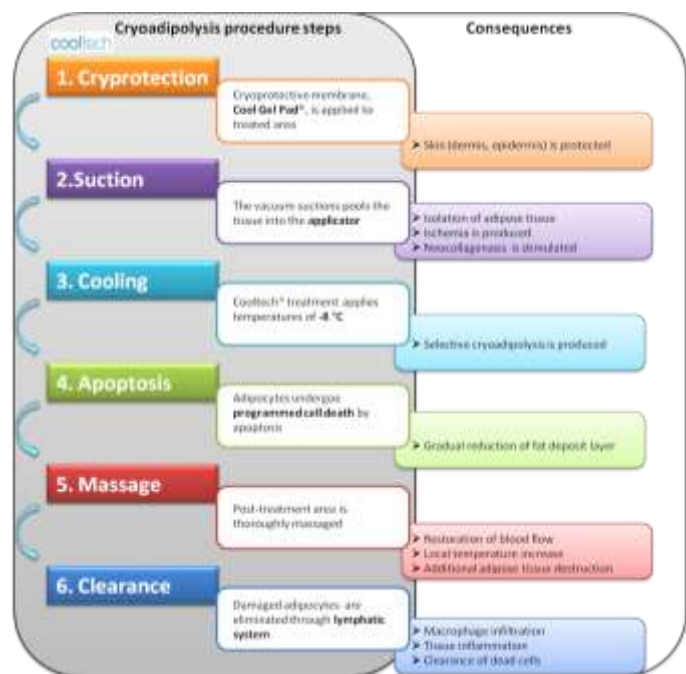 Cryoadipolysis procedure steps
Consequences
cooltech
1. Cryprotection
Cryoprotective membrane,
Cool Gel Pad®, is applied to
treated area
➤ Skin (dermis, epidermis) is protected
2.Suction
The vacuum suctions pools the
tissue into the applicator
➤ Isolation of adipose tissue
➤ Ischemia is produced
➤ Neocollagenesis is stimulated
3. Cooling
Cooltech® treatment applies
temperatures of -8 °C
➤ Selective cryoadipolysis is produced
4. Apoptosis
Adipocytes undergo
programmed cell death by
apoptosis
➤ Gradual reduction of fat deposit layer
5. Massage
Post-treatment area is
thoroughly massaged
➤ Restoration of blood flow
➤ Local temperature increase
➤ Additional adipose tissue destruction
6. Clearance
Damaged adipocytes are
eliminated through lymphatic
system
➤ Macrophage infiltration
➤ Tissue inflammation
➤ Clearance of dead cells